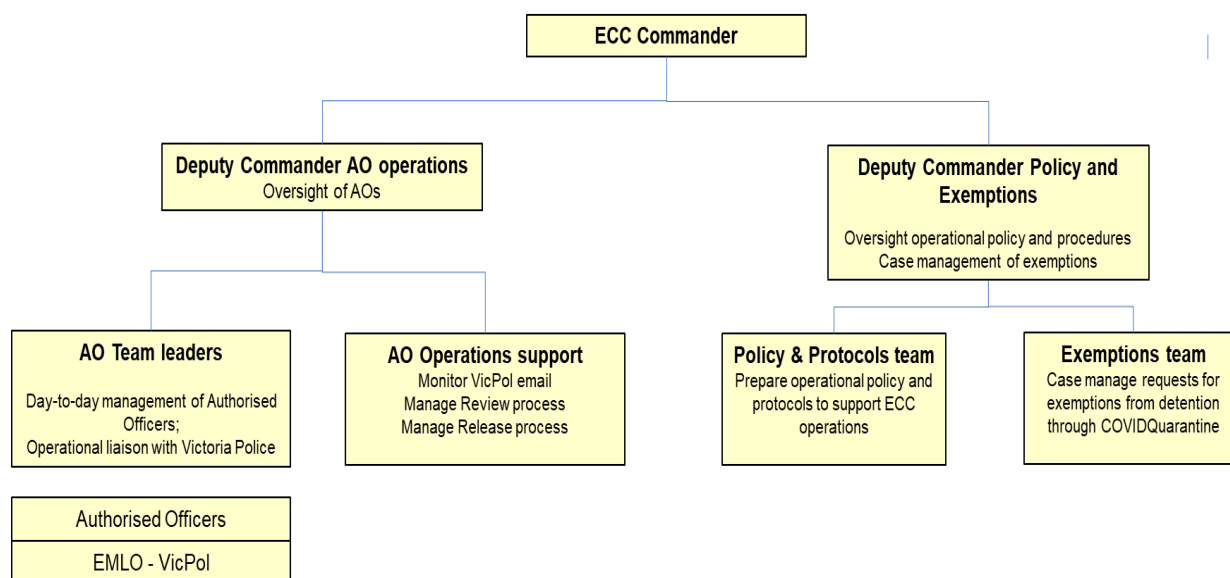 ECC Commander
Deputy Commander AO operations
Oversight of AOs
Deputy Commander Policy and
Exemptions
Oversight operational policy and procedures
Case management of exemptions
AO Team leaders
Day-to-day management of Authorised
Officers;
Operational liaison with Victoria Police
AO Operations support
Monitor VicPol email
Manage Review process
Manage Release process
Policy & Protocols team
Prepare operational policy and
protocols to support ECC
operations
Exemptions team
Case manage requests for
exemptions from detention
through COVIDQuarantine
Authorised Officers
EMLO - VicPol